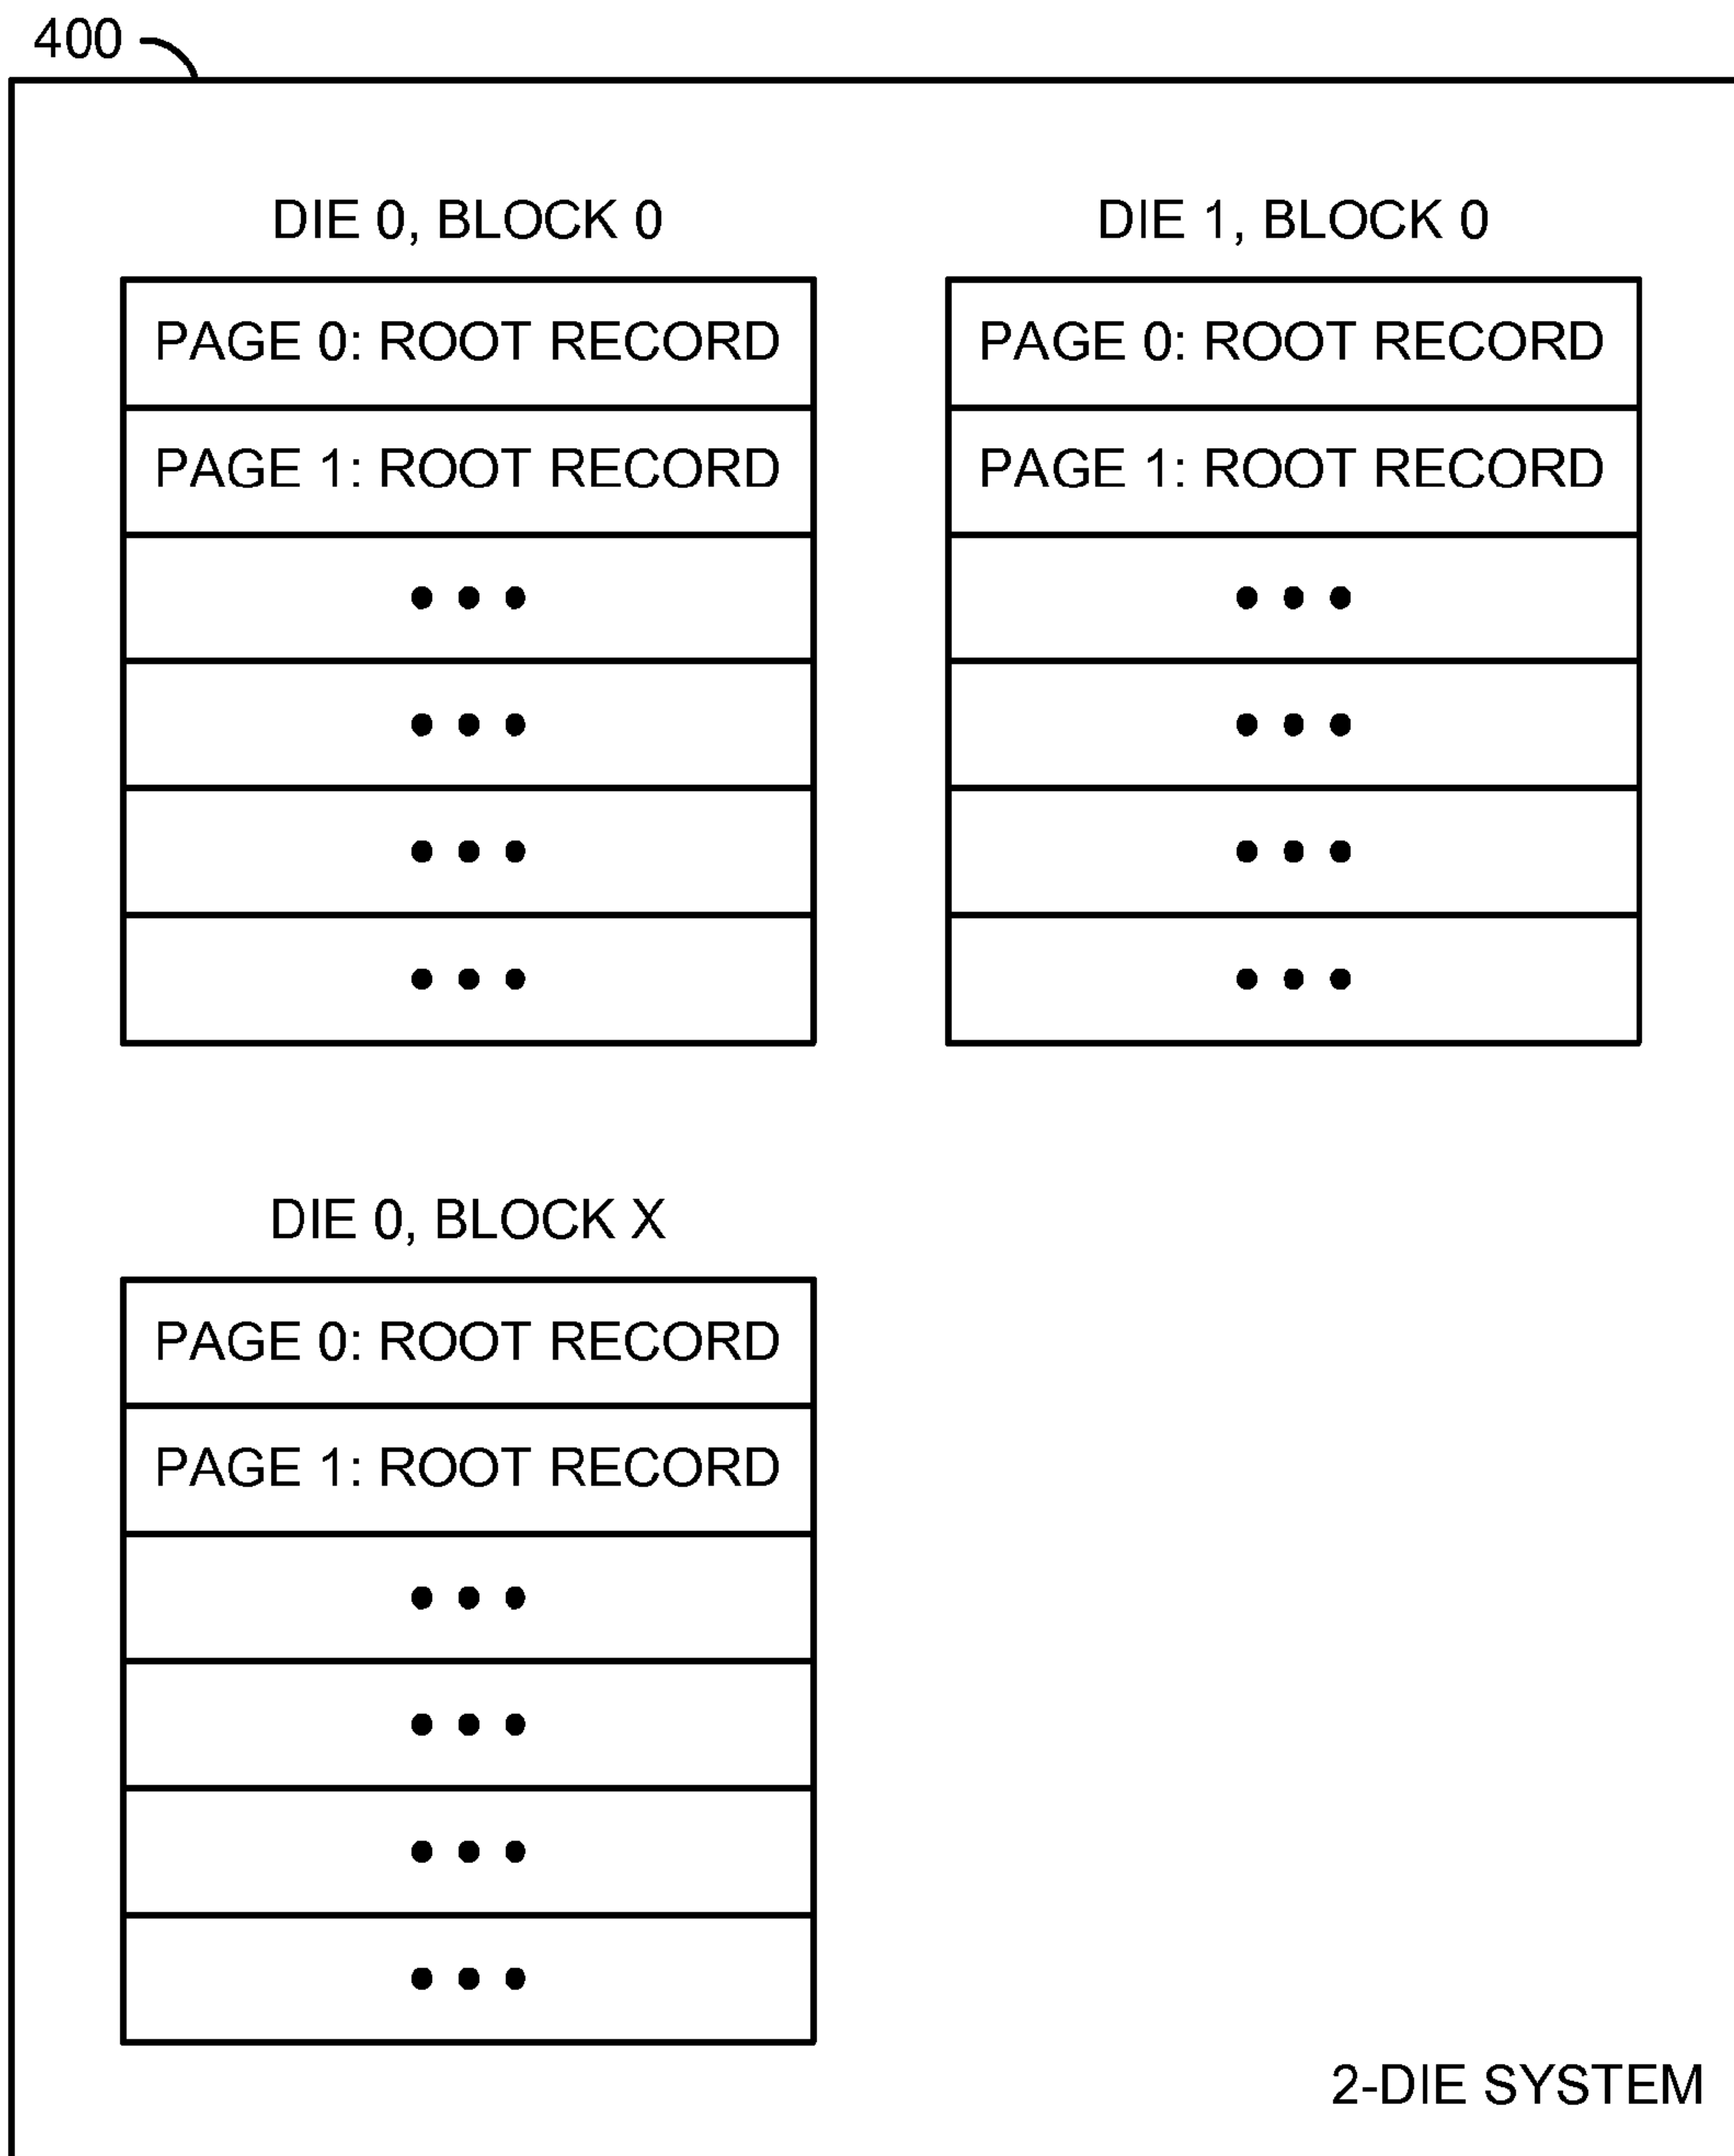 400
DIE 0, BLOCK 0
PAGE 0: ROOT RECORD
PAGE 1: ROOT RECORD
• • •
• • •
• • •
• • •
DIE 1, BLOCK 0
PAGE 0: ROOT RECORD
PAGE 1: ROOT RECORD
• • •
• • •
• • •
• • •
DIE 0, BLOCK X
PAGE 0: ROOT RECORD
PAGE 1: ROOT RECORD
• • •
• • •
• • •
• • •
2-DIE SYSTEM